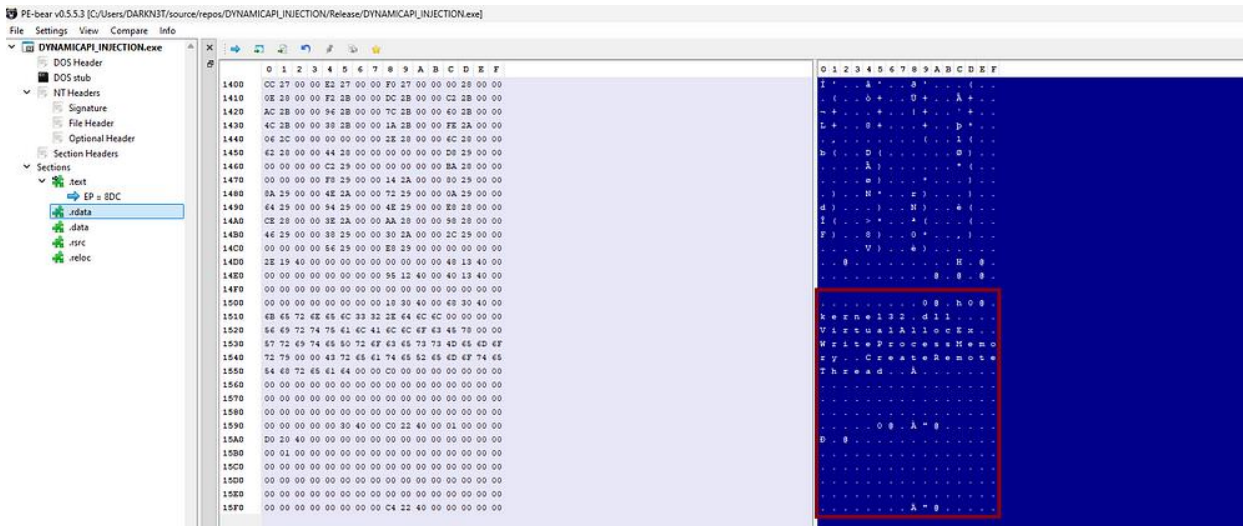 PE-bear v0.5.5.3 [C:/Users/DARKN3T/source/repos/DYNAMICAPI_INJECTION/Release/DYNAMICAPI_INJECTION.exe]
File Settings View Compare Info
DYNAMICAPI_INJECTION.exe
DOS Header
DOS stub
NT Headers
Signature
File Header
Optional Header
Section Headers
Sections
.text
EP = 8DC
.rdata
.data
.rsrc
.reloc
0 1 2 3 4 5 6 7 8 9 A B C D E F
1400 CC 27 00 00 E2 27 00 00 F0 27 00 00 00 28 00 00
1410 0E 28 00 00 F2 2B 00 00 DC 2B 00 00 C2 2B 00 00
1420 AC 2B 00 00 96 2B 00 00 7C 2B 00 00 60 2B 00 00
1430 4C 2B 00 00 38 2B 00 00 1A 2B 00 00 FE 2A 00 00
1440 06 2C 00 00 00 00 00 00 2E 28 00 00 6C 28 00 00
1450 62 28 00 00 44 28 00 00 00 00 00 00 D8 29 00 00
1460 00 00 00 00 C2 29 00 00 00 00 00 00 BA 28 00 00
1470 00 00 00 00 F8 29 00 00 14 2A 00 00 80 29 00 00
1480 8A 29 00 00 4E 2A 00 00 72 29 00 00 0A 29 00 00
1490 64 29 00 00 94 29 00 00 4E 29 00 00 E8 28 00 00
14A0 CE 28 00 00 3E 2A 00 00 AA 28 00 00 98 28 00 00
14B0 46 29 00 00 38 29 00 00 30 2A 00 00 2C 29 00 00
14C0 00 00 00 00 56 29 00 00 E8 29 00 00 00 00 00 00
14D0 2E 19 40 00 00 00 00 00 00 00 00 00 48 13 40 00
14E0 00 00 00 00 00 00 00 00 95 12 40 00 40 13 40 00
14F0 00 00 00 00 00 00 00 00 00 00 00 00 00 00 00 00
1500 00 00 00 00 00 00 00 00 18 30 40 00 68 30 40 00
1510 6B 65 72 6E 65 6C 33 32 2E 64 6C 6C 00 00 00 00
1520 56 69 72 74 75 61 6C 41 6C 6C 6F 63 45 78 00 00
1530 57 72 69 74 65 50 72 6F 63 65 73 73 4D 65 6D 6F
1540 72 79 00 00 43 72 65 61 74 65 52 65 6D 6F 74 65
1550 54 68 72 65 61 64 00 00 C0 00 00 00 00 00 00 00
1560 00 00 00 00 00 00 00 00 00 00 00 00 00 00 00 00
1570 00 00 00 00 00 00 00 00 00 00 00 00 00 00 00 00
1580 00 00 00 00 00 00 00 00 00 00 00 00 00 00 00 00
1590 00 00 00 00 00 30 40 00 C0 22 40 00 01 00 00 00
15A0 D0 20 40 00 00 00 00 00 00 00 00 00 00 00 00 00
15B0 00 01 00 00 00 00 00 00 00 00 00 00 00 00 00 00
15C0 00 00 00 00 00 00 00 00 00 00 00 00 00 00 00 00
15D0 00 00 00 00 00 00 00 00 00 00 00 00 00 00 00 00
15E0 00 00 00 00 00 00 00 00 00 00 00 00 00 00 00 00
15F0 00 00 00 00 00 00 00 00 C4 22 40 00 00 00 00 00
0 1 2 3 4 5 6 7 8 9 A B C D E F
. . . . . . . . . 0 @ . h 0 @ .
k e r n e l 3 2 . d l l . . . .
V i r t u a l A l l o c E x . .
W r i t e P r o c e s s M e m o
r y . . C r e a t e R e m o t e
T h r e a d . . À . . . . . . .